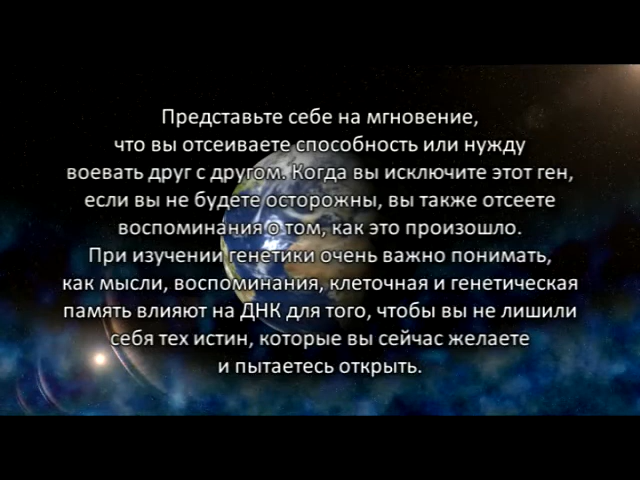 Представьте себе на мгновение,
что вы отсеиваете способность или нужду
воевать друг с другом. Когда вы исключите этот ген,
если вы не будете осторожны, вы также отсеете
воспоминания о том, как это произошло.
При изучении генетики очень важно понимать,
как мысли, воспоминания, клеточная и генетическая
память влияют на ДНК для того, чтобы вы не лишили
себя тех истин, которые вы сейчас желаете
и пытаетесь открыть.